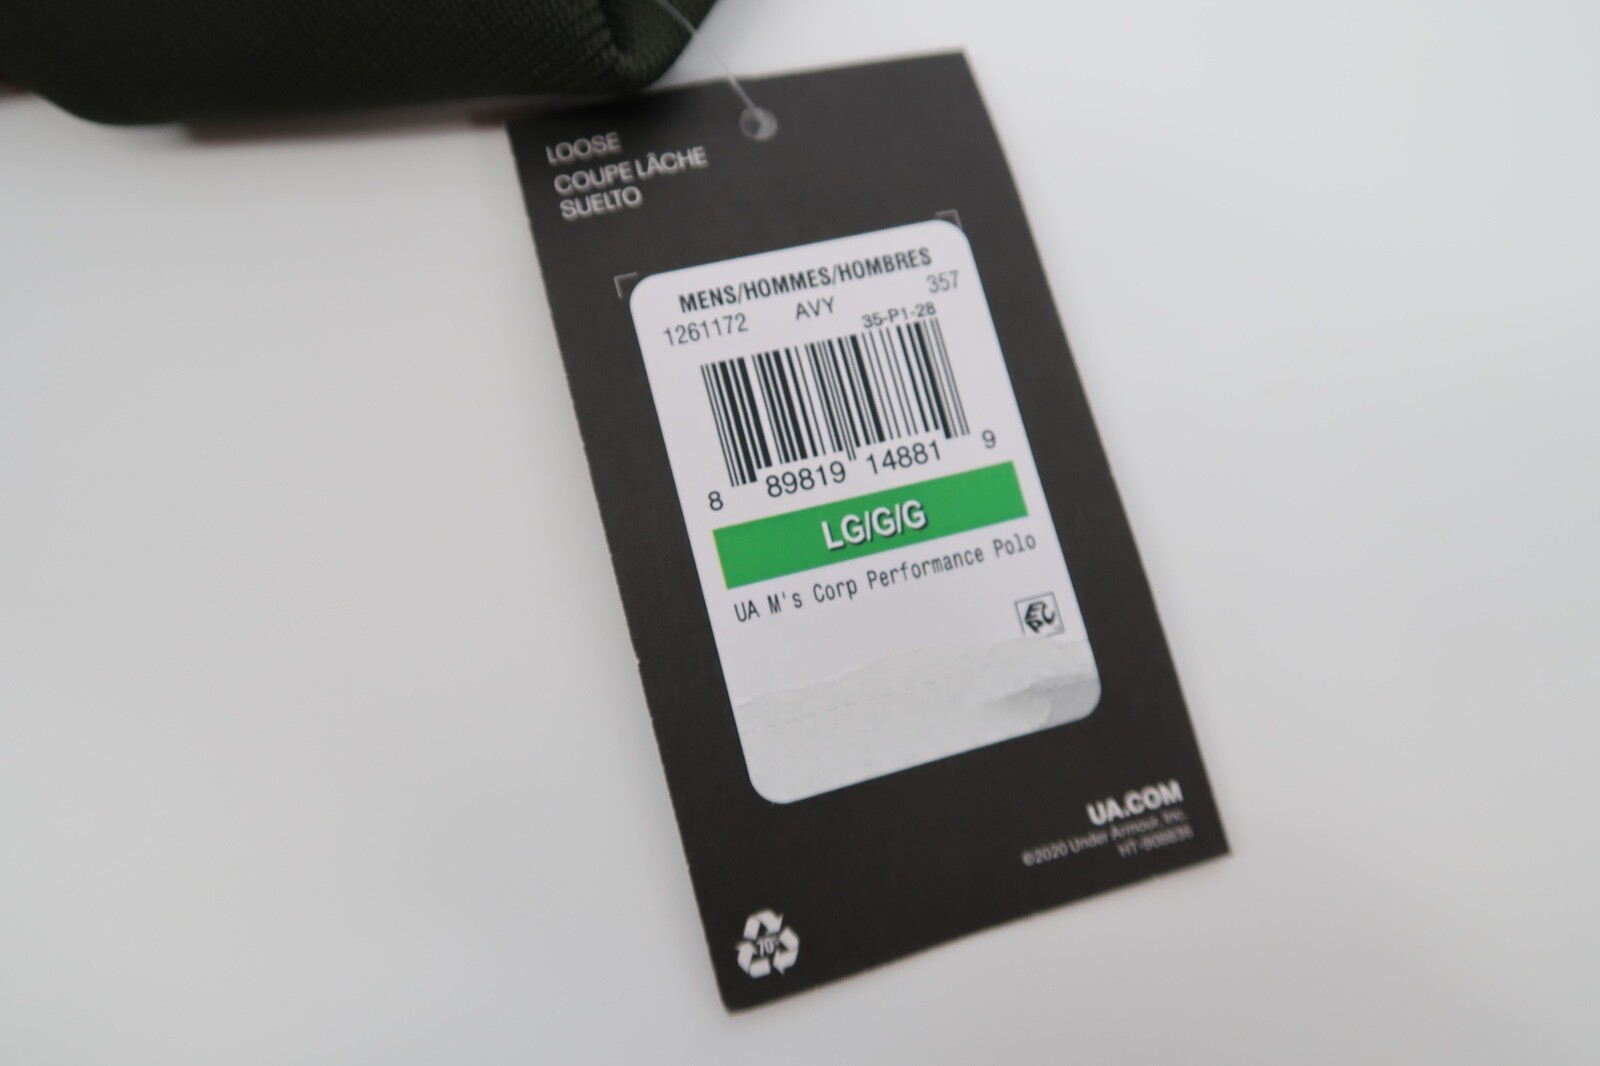 LOOSE
COUPE LÂCHE
SUELTO
MENS/HOMMES/HOMBRES
1261172 AVY 357
35-P1-28
8 89819 14881 9
LG/G/G
UA M's Corp Performance Polo
UA.COM
©2020 Under Armour, Inc.
70%